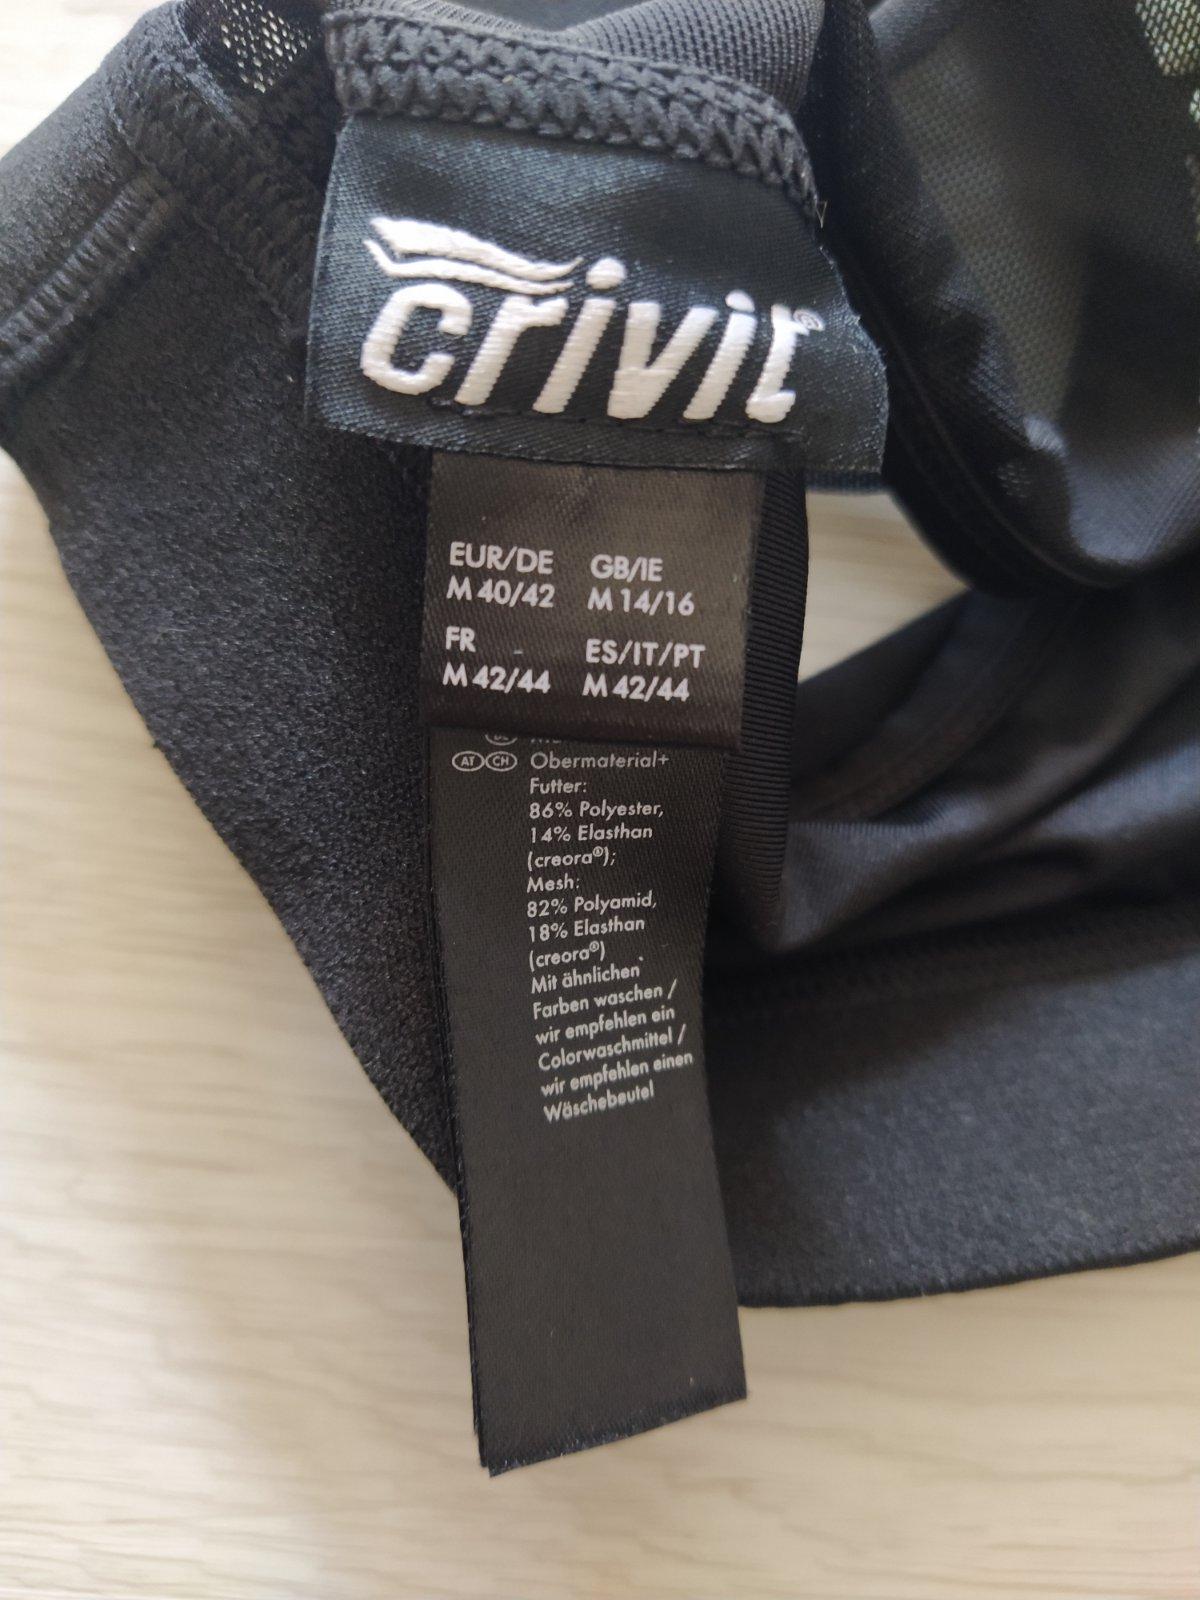 crivit®
EUR/DE GB/IE
M 40/42 M 14/16
FR ES/IT/PT
M 42/44 M 42/44
AT CH Obermaterial+
Futter:
86% Polyester,
14% Elasthan
(creora®);
Mesh:
82% Polyamid,
18% Elasthan
(creora®)
Mit ähnlichen
Farben waschen /
wir empfehlen ein
Colorwaschmittel /
wir empfehlen einen
Wäschebeutel